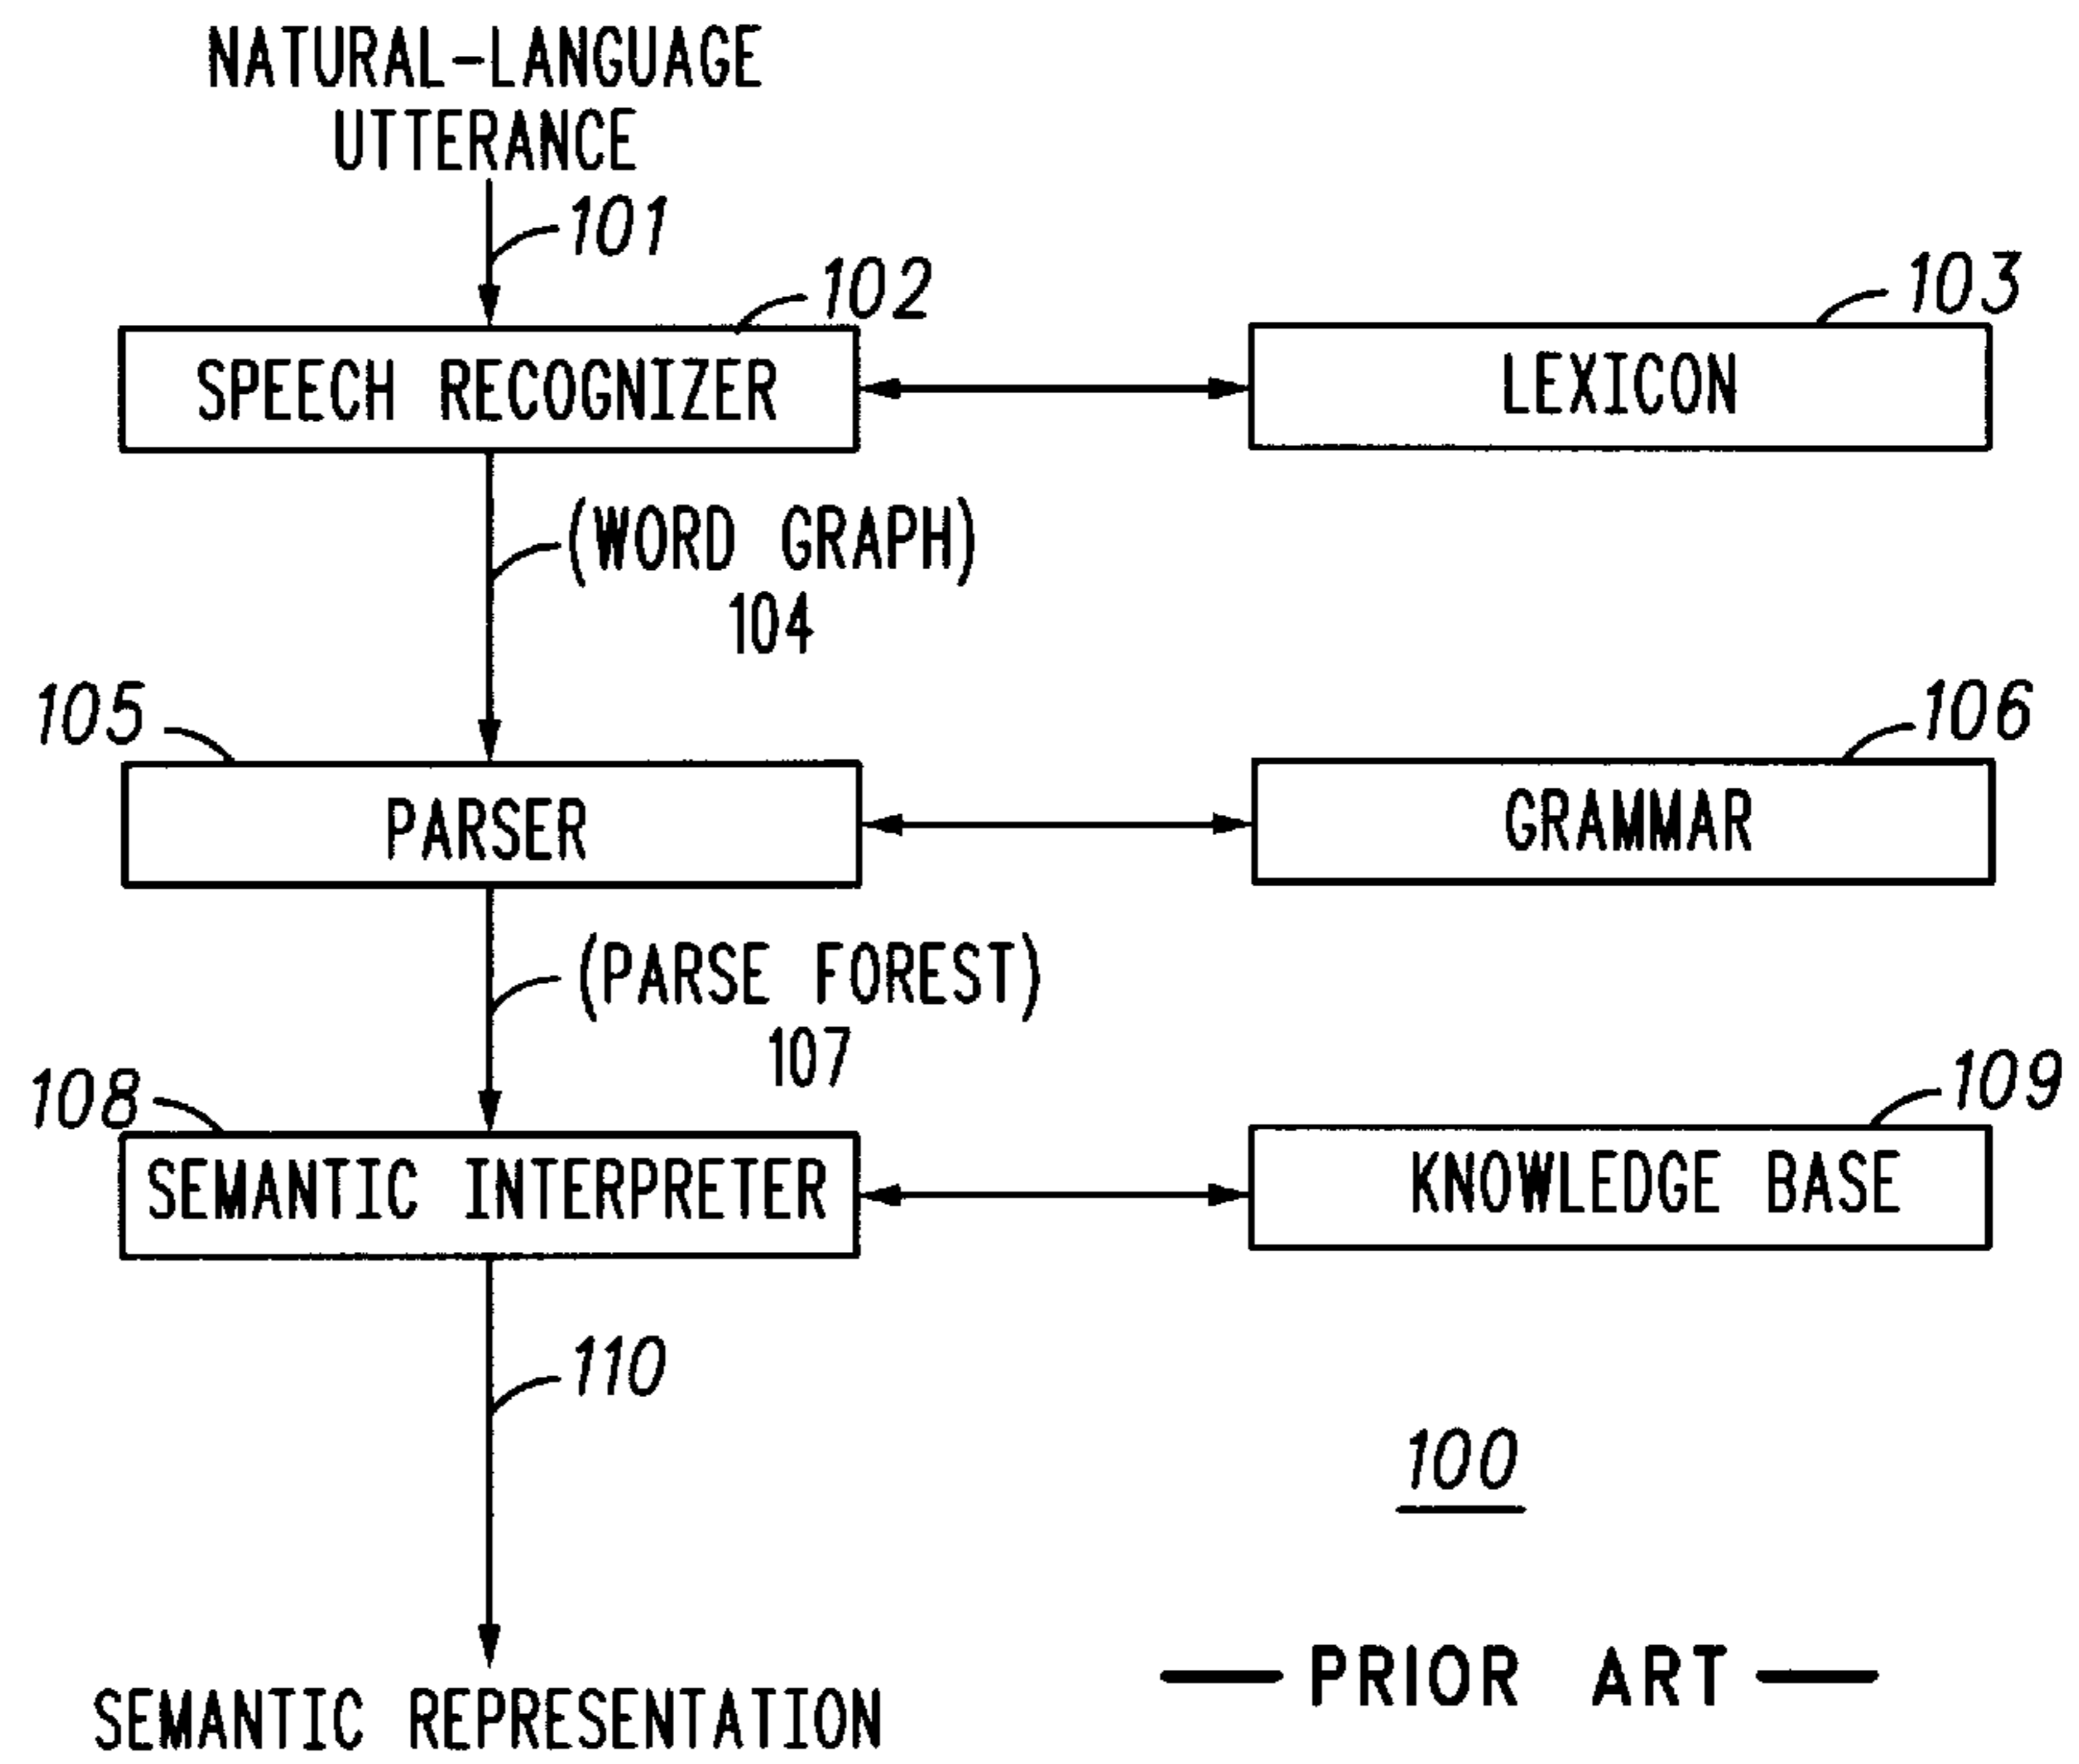 NATURAL-LANGUAGE
UTTERANCE
101
102
103
SPEECH RECOGNIZER
LEXICON
(WORD GRAPH)
104
105
106
PARSER
GRAMMAR
(PARSE FOREST)
107
108
109
SEMANTIC INTERPRETER
KNOWLEDGE BASE
110
100
— PRIOR ART —
SEMANTIC REPRESENTATION